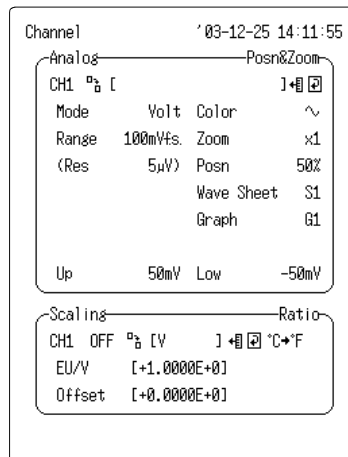 Channel '03-12-25 14:11:55
Analog Posn&Zoom
CH1 [ ]
Mode Volt Color
Range 100mVfs. Zoom x1
(Res 5μV) Posn 50%
Wave Sheet S1
Graph G1
Up 50mV Low -50mV
Scaling Ratio
CH1 OFF [V ] °C→°F
EU/V [+1.0000E+0]
Offset [+0.0000E+0]